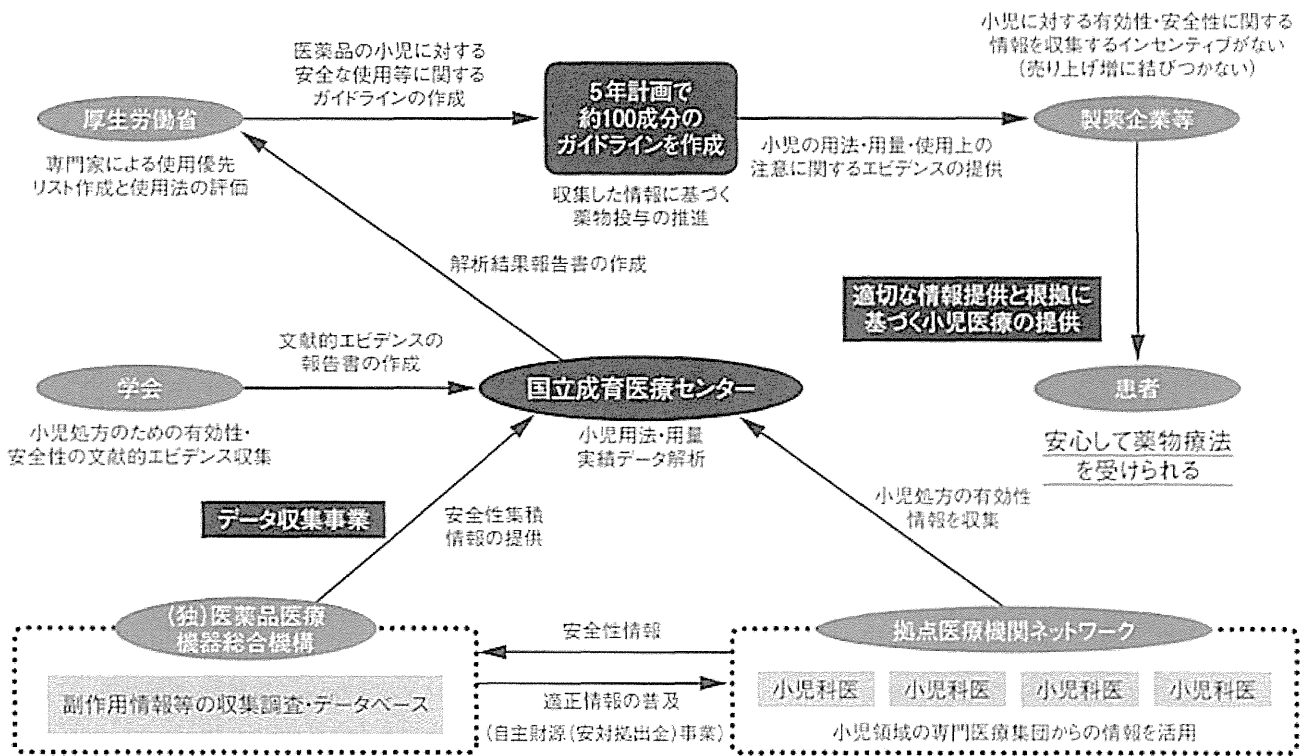 医薬品の小児に対する
安全な使用等に関する
ガイドラインの作成
小児に対する有効性・安全性に関する
情報を収集するインセンティブがない
(売り上げ増に結びつかない)
厚生労働省
5年計画で
約100成分の
ガイドラインを作成
製薬企業等
専門家による使用優先
リスト作成と使用法の評価
収集した情報に基づく
薬物投与の推進
小児の用法・用量・使用上の
注意に関するエビデンスの提供
解析結果報告書の作成
適切な情報提供と根拠に
基づく小児医療の提供
文献的エビデンスの
報告書の作成
学会
国立成育医療センター
患者
小児処方のための有効性・
安全性の文献的エビデンス収集
小児用法・用量
実績データ解析
安心して薬物療法
を受けられる
データ収集事業
安全性集積
情報の提供
小児処方の有効性
情報を収集
(独)医薬品医療
機器総合機構
安全性情報
拠点医療機関ネットワーク
副作用情報等の収集調査・データベース
適正情報の普及
(自主財源(安対拠出金)事業)
小児科医
小児科医
小児科医
小児科医
小児領域の専門医療集団からの情報を活用